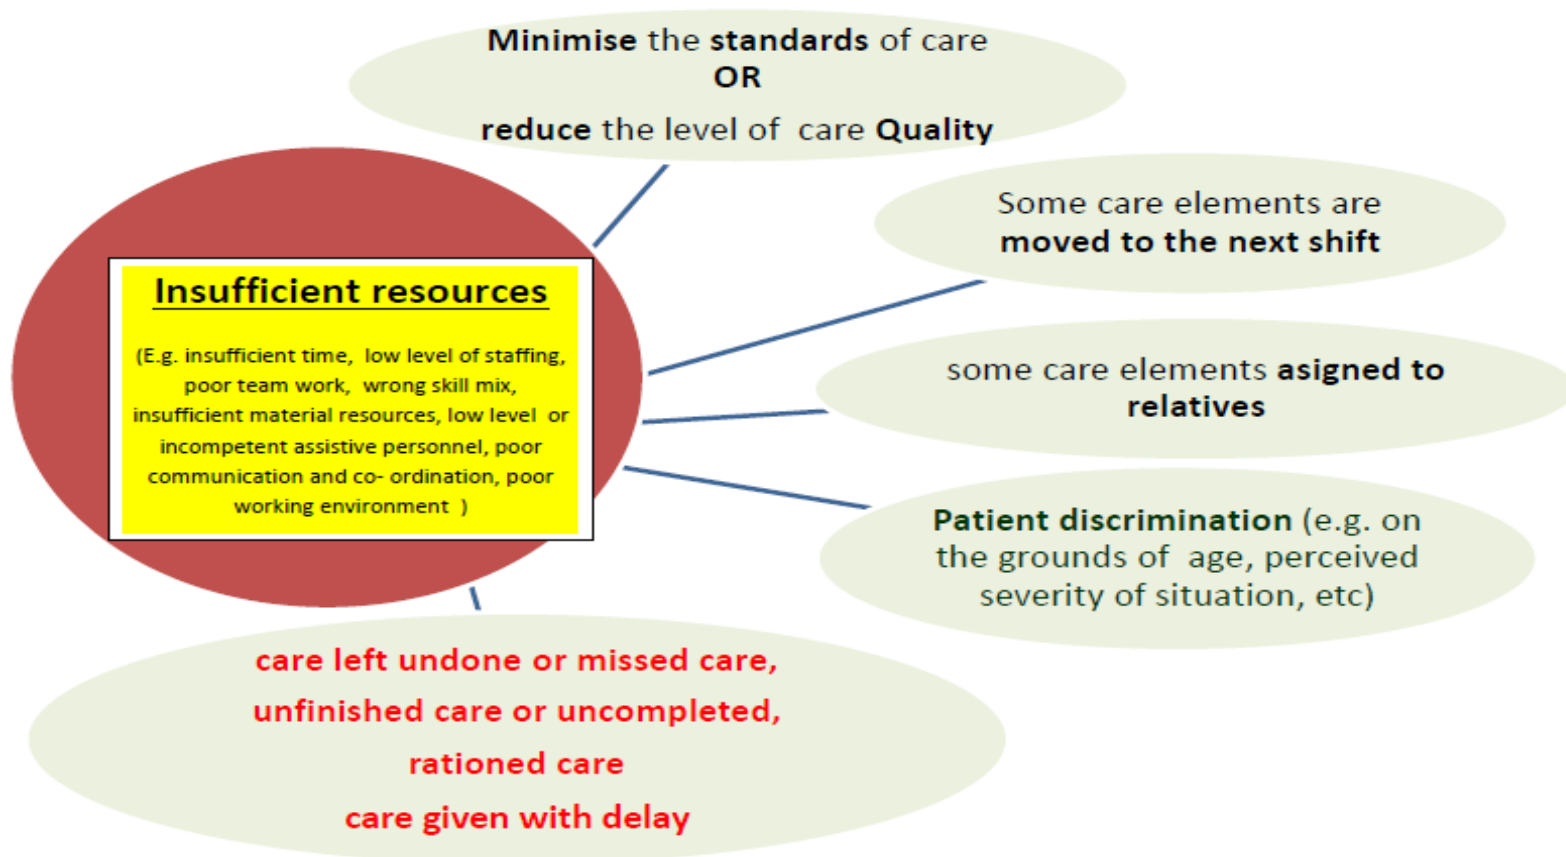 Minimise the standards of care
OR
reduce the level of care Quality
Some care elements are
moved to the next shift
Insufficient resources
(E.g. insufficient time, low level of staffing,
poor team work, wrong skill mix,
insufficient material resources, low level or
incompetent assistive personnel, poor
communication and co- ordination, poor
working environment )
some care elements asigned to
relatives
Patient discrimination (e.g. on
the grounds of age, perceived
severity of situation, etc)
care left undone or missed care,
unfinished care or uncompleted,
rationed care
care given with delay